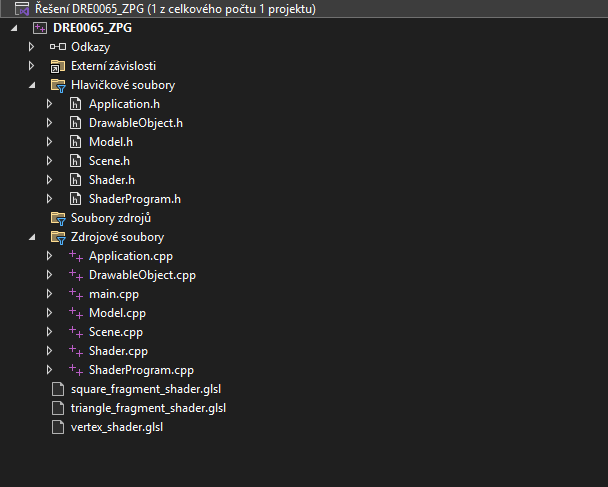 Řešení DRE0065_ZPG (1 z celkového počtu 1 projektu)
DRE0065_ZPG
Odkazy
Externí závislosti
Hlavičkové soubory
Application.h
DrawableObject.h
Model.h
Scene.h
Shader.h
ShaderProgram.h
Soubory zdrojů
Zdrojové soubory
Application.cpp
DrawableObject.cpp
main.cpp
Model.cpp
Scene.cpp
Shader.cpp
ShaderProgram.cpp
square_fragment_shader.glsl
triangle_fragment_shader.glsl
vertex_shader.glsl